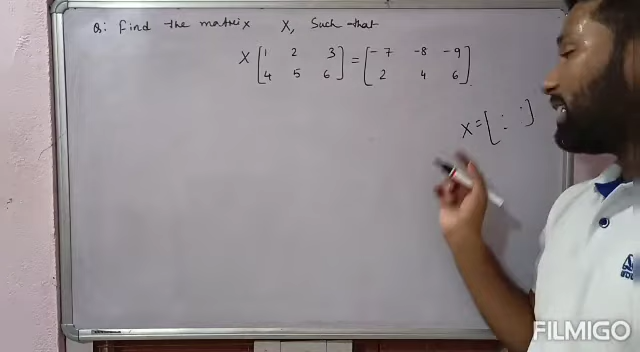 Q: Find the matrix X, Such that
X [1 2 3 = [-7 -8 -9
4 5 6] 2 4 6]
X = [ ]
FILMIGO